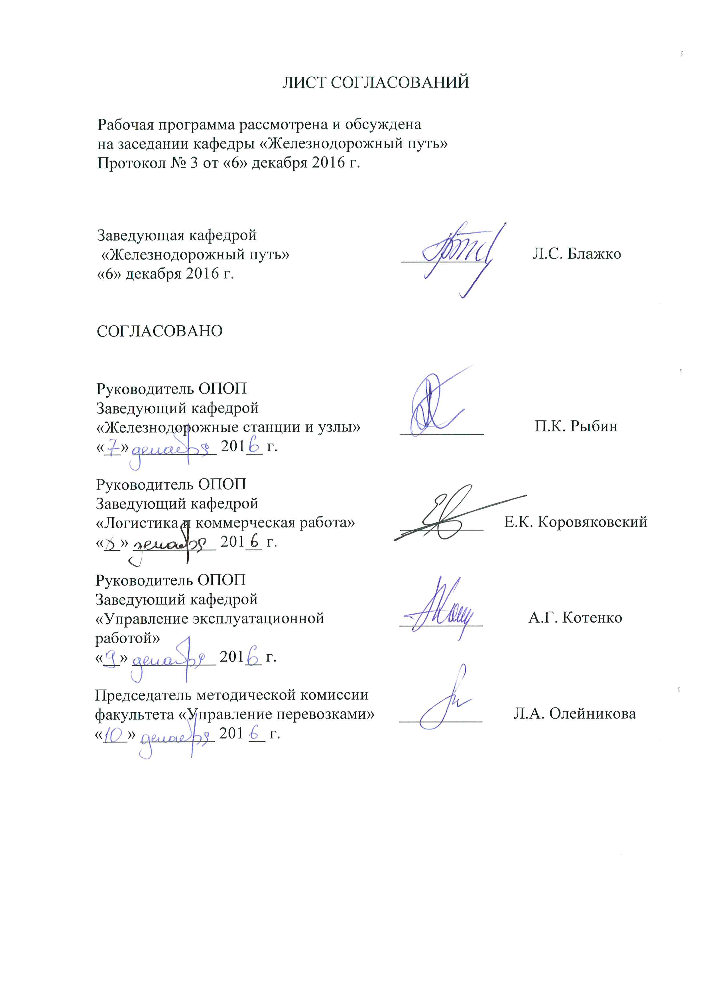 ЛИСТ СОГЛАСОВАНИЙ
Рабочая программа рассмотрена и обсуждена
на заседании кафедры «Железнодорожный путь»
Протокол № 3 от «6» декабря 2016 г.
Заведующая кафедрой
«Железнодорожный путь» Л.С. Блажко
«6» декабря 2016 г.
СОГЛАСОВАНО
Руководитель ОПОП
Заведующий кафедрой
«Железнодорожные станции и узлы» П.К. Рыбин
«7» декабря 2016 г.
Руководитель ОПОП
Заведующий кафедрой
«Логистика и коммерческая работа» Е.К. Коровяковский
«8» декабря 2016 г.
Руководитель ОПОП
Заведующий кафедрой
«Управление эксплуатационной А.Г. Котенко
работой»
«9» декабря 2016 г.
Председатель методической комиссии
факультета «Управление перевозками» Л.А. Олейникова
«10» декабря 201 6 г.